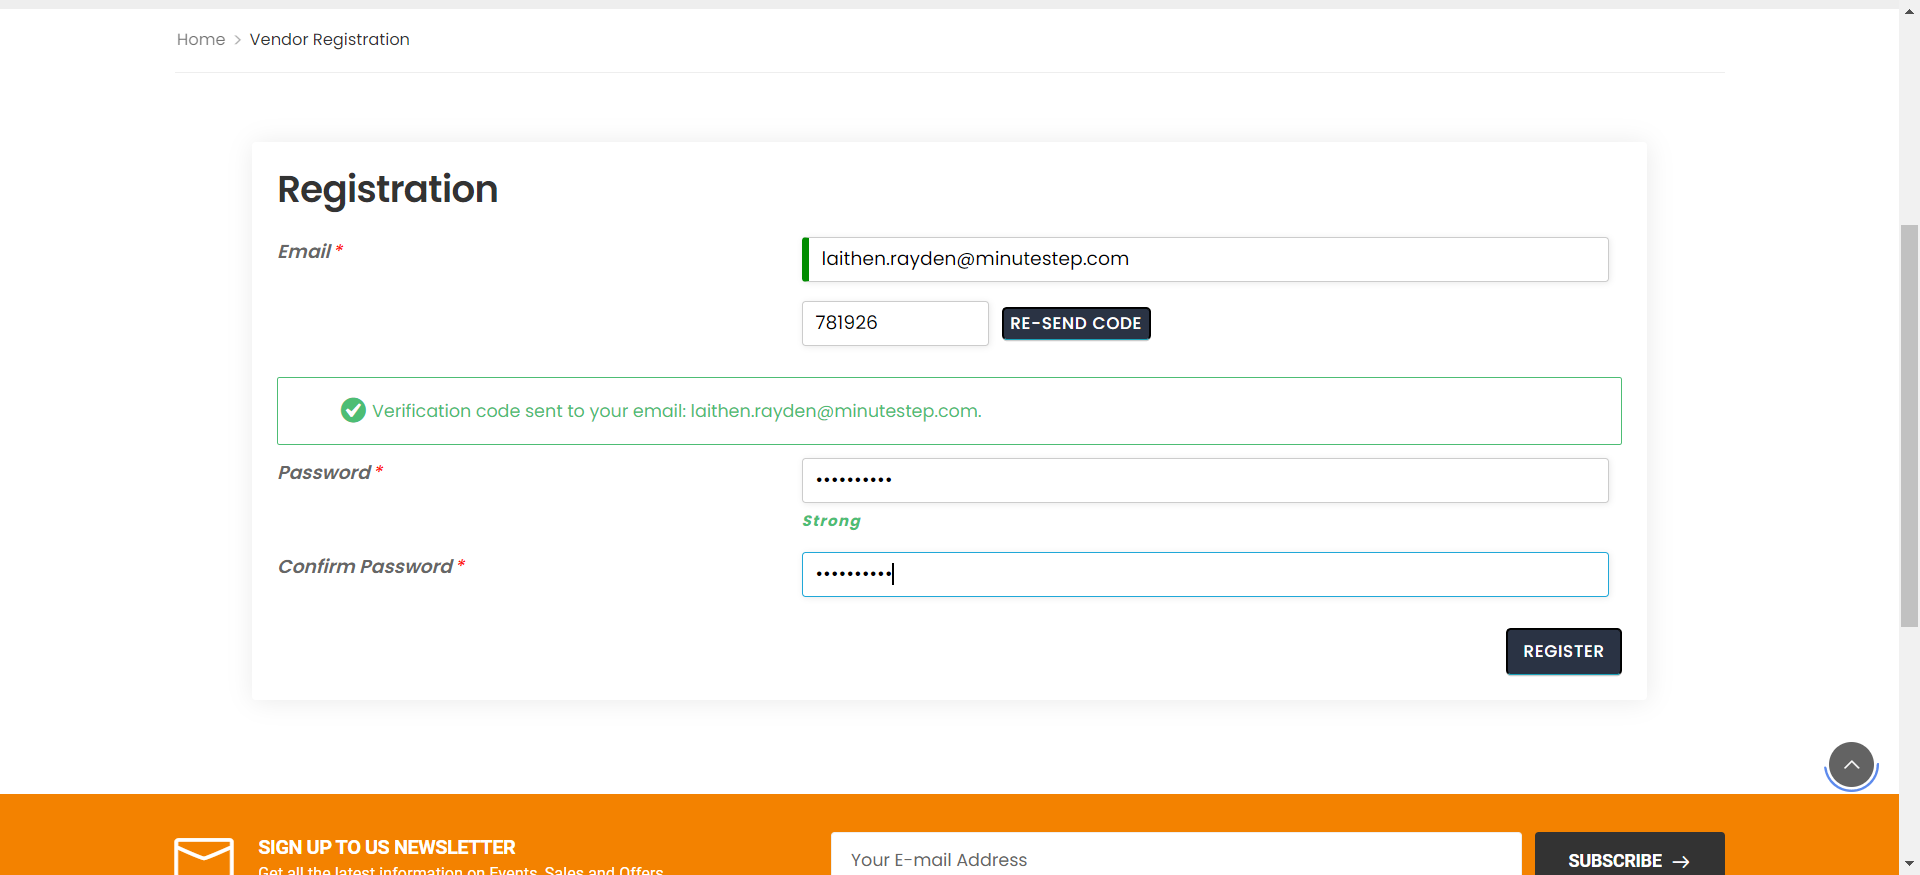 Home > Vendor Registration
Registration
Email *
laithen.rayden@minutestep.com
781926
RE-SEND CODE
Verification code sent to your email: laithen.rayden@minutestep.com.
Password *
••••••••••
Strong
Confirm Password *
••••••••••
REGISTER
SIGN UP TO US NEWSLETTER
Get all the latest information on Events, Sales and Offers.
Your E-mail Address
SUBSCRIBE →